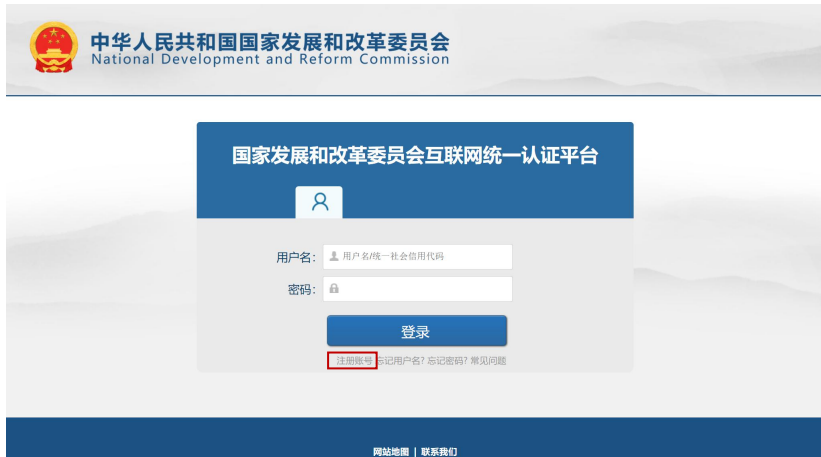 中华人民共和国国家发展和改革委员会
National Development and Reform Commission
国家发展和改革委员会互联网统一认证平台
用户名： 用户名/统一社会信用代码
密码：
登录
注册账号 忘记用户名? 忘记密码? 常见问题
网站地图 | 联系我们